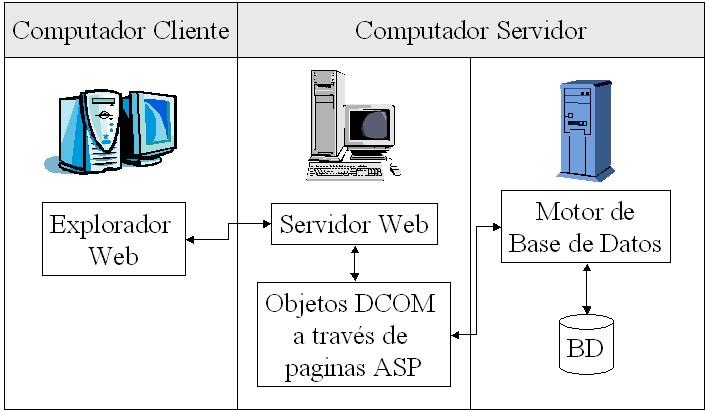 Computador Cliente
Computador Servidor
Explorador
Web
Servidor Web
Objetos DCOM
a través de
paginas ASP
Motor de
Base de Datos
BD